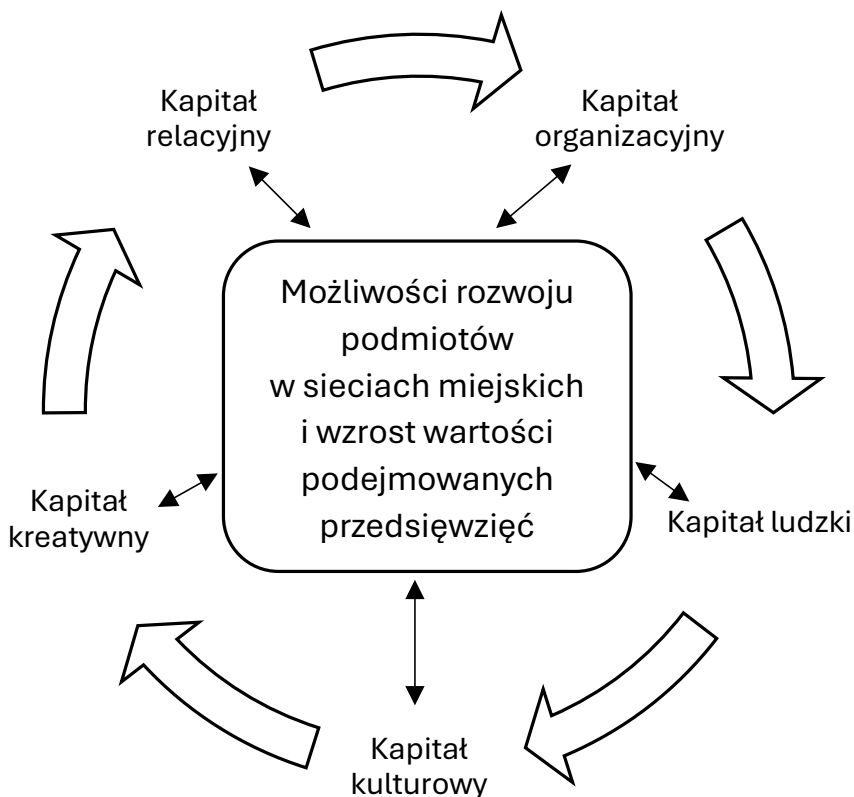 Kapitał
relacyjny
Kapitał
organizacyjny
Możliwości rozwoju
podmiotów
w sieciach miejskich
i wzrost wartości
podejmowanych
przedsięwzięć
Kapitał
kreatywny
Kapitał ludzki
Kapitał
kulturowy